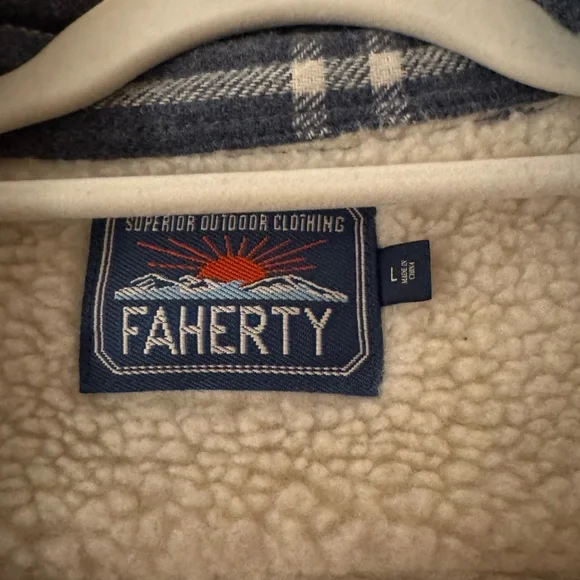 SUPERIOR OUTDOOR CLOTHING
FAHERTY
L
MADE IN
CHINA